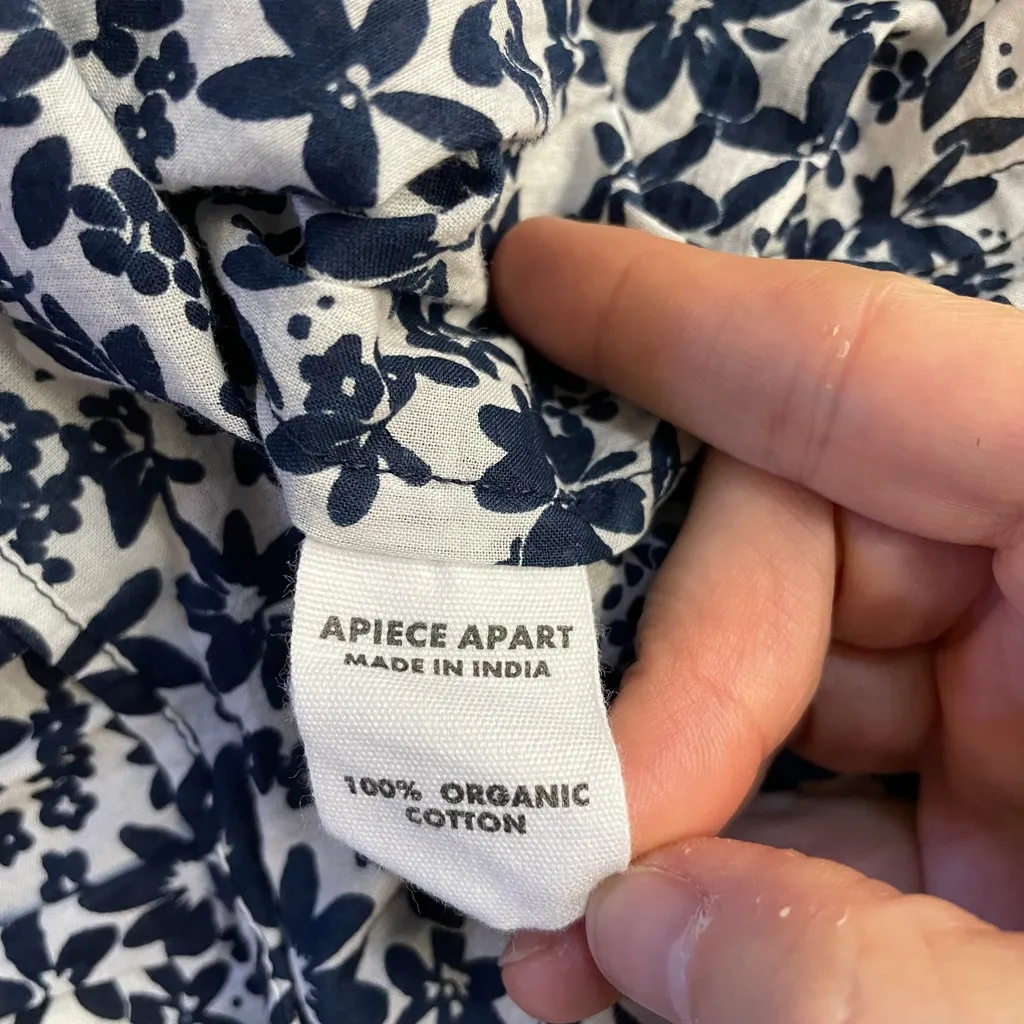 APIECE APART
MADE IN INDIA
100% ORGANIC
COTTON